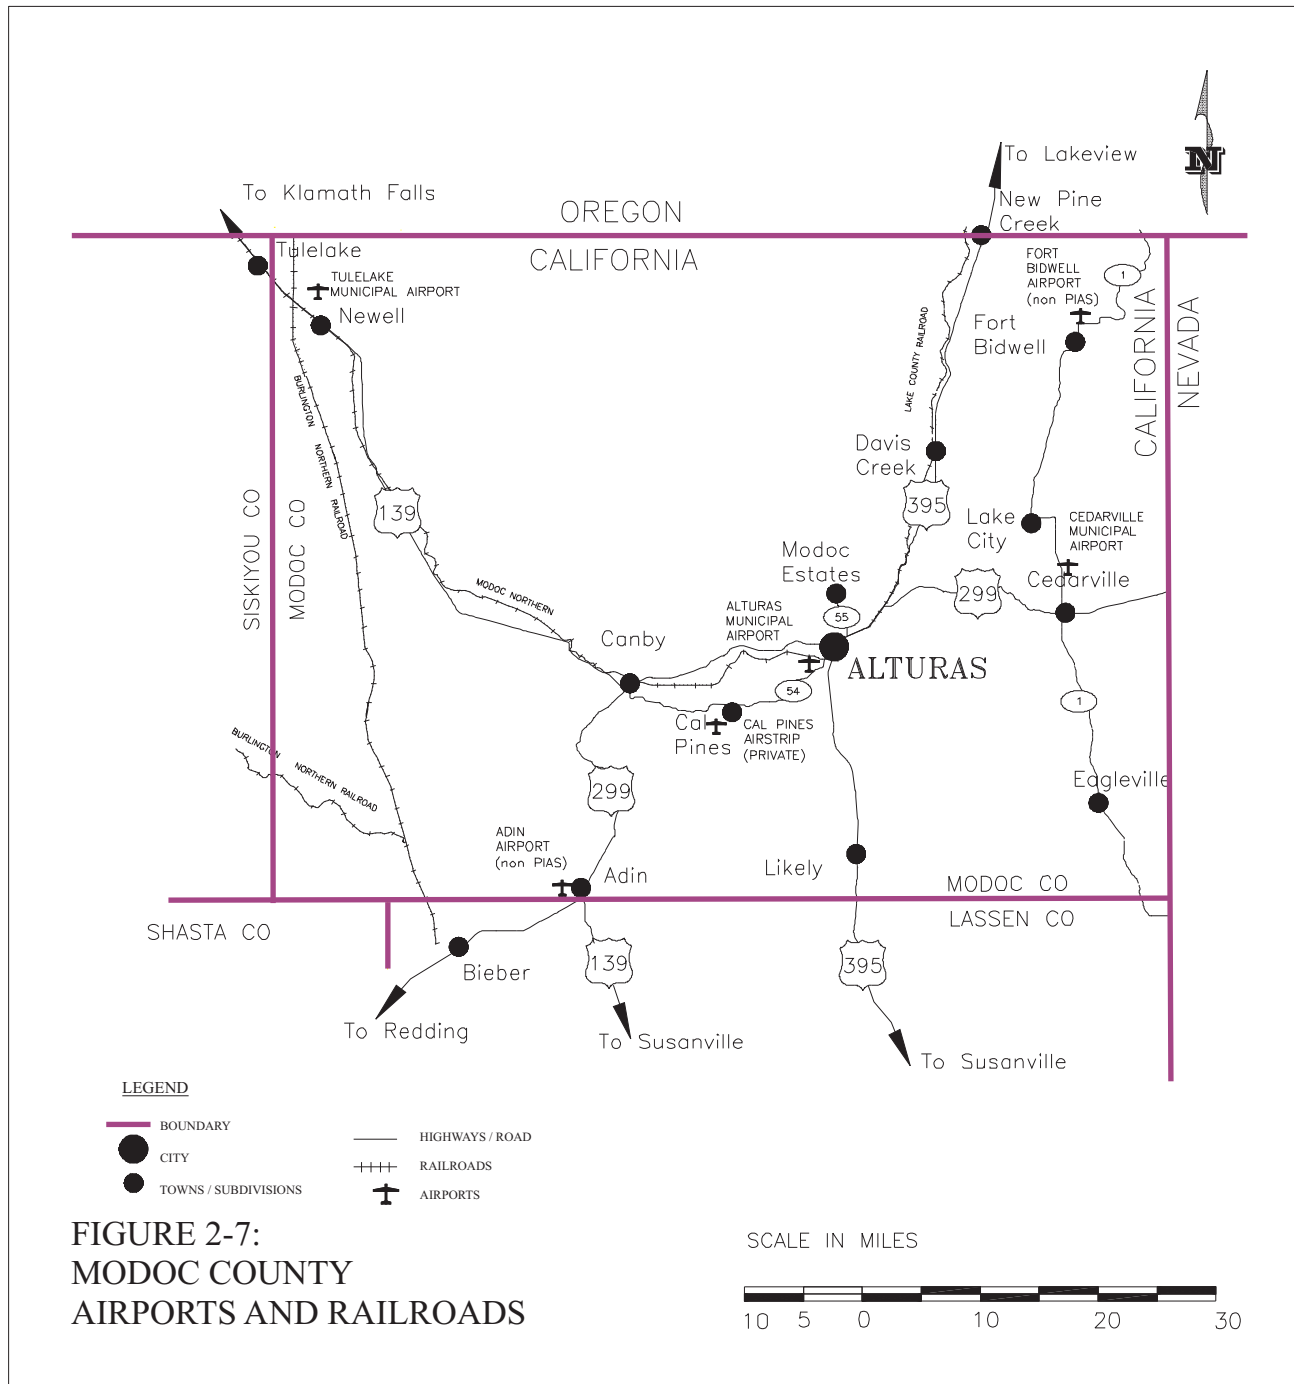 N
To Lakeview
To Klamath Falls
New Pine
Creek
OREGON
CALIFORNIA
Tulelake
TULELAKE
MUNICIPAL AIRPORT
Newell
FORT
BIDWELL
AIRPORT
(non PIAS)
1
Fort
Bidwell
CALIFORNIA
NEVADA
LAKE COUNTY RAILROAD
BURLINGTON NORTHERN RAILROAD
Davis
Creek
139
395
SISKIYOU CO
MODOC CO
Lake
City
CEDARVILLE
MUNICIPAL
AIRPORT
Modoc
Estates
Cedarville
299
MODOC NORTHERN
55
ALTURAS
MUNICIPAL
AIRPORT
Canby
ALTURAS
54
1
Cal
Pines
CAL PINES
AIRSTRIP
(PRIVATE)
BURLINGTON NORTHERN RAILROAD
299
Eagleville
ADIN
AIRPORT
(non PIAS)
Adin
Likely
MODOC CO
LASSEN CO
SHASTA CO
Bieber
139
395
To Redding
To Susanville
To Susanville
LEGEND
BOUNDARY
CITY
TOWNS / SUBDIVISIONS
HIGHWAYS / ROAD
RAILROADS
AIRPORTS
FIGURE 2-7:
MODOC COUNTY
AIRPORTS AND RAILROADS
SCALE IN MILES
10 5 0 10 20 30